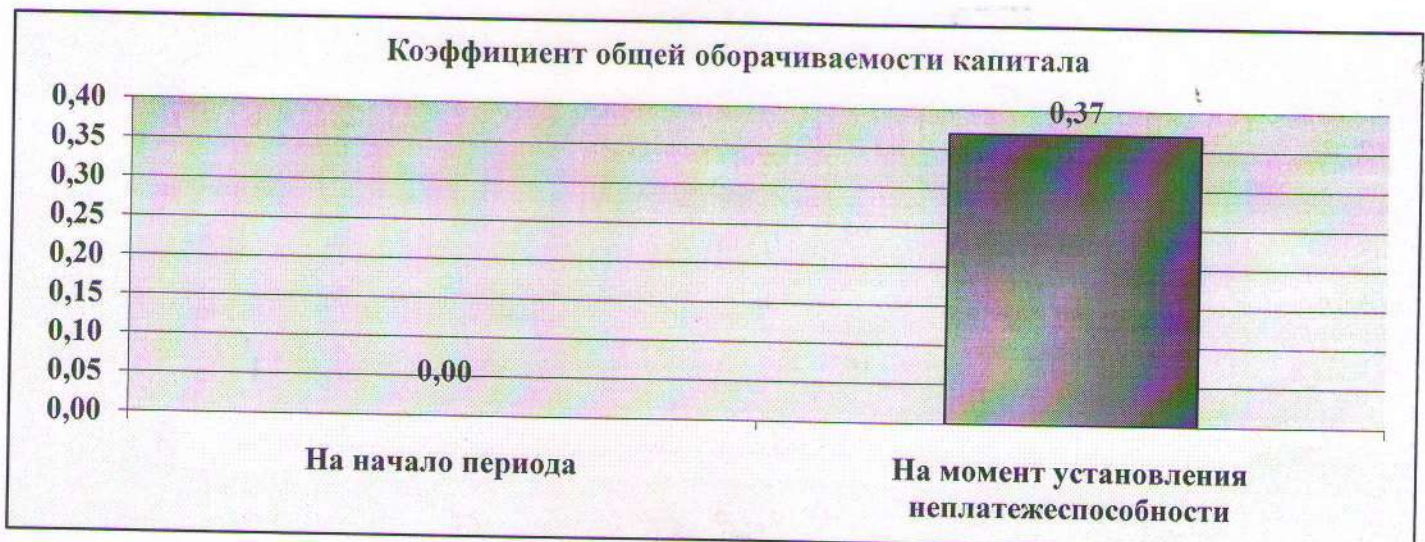 Коэффициент общей оборачиваемости капитала
0,40
0,35
0,30
0,25
0,20
0,15
0,10
0,05
0,00
0,00
0,37
На начало периода
На момент установления
неплатежеспособности